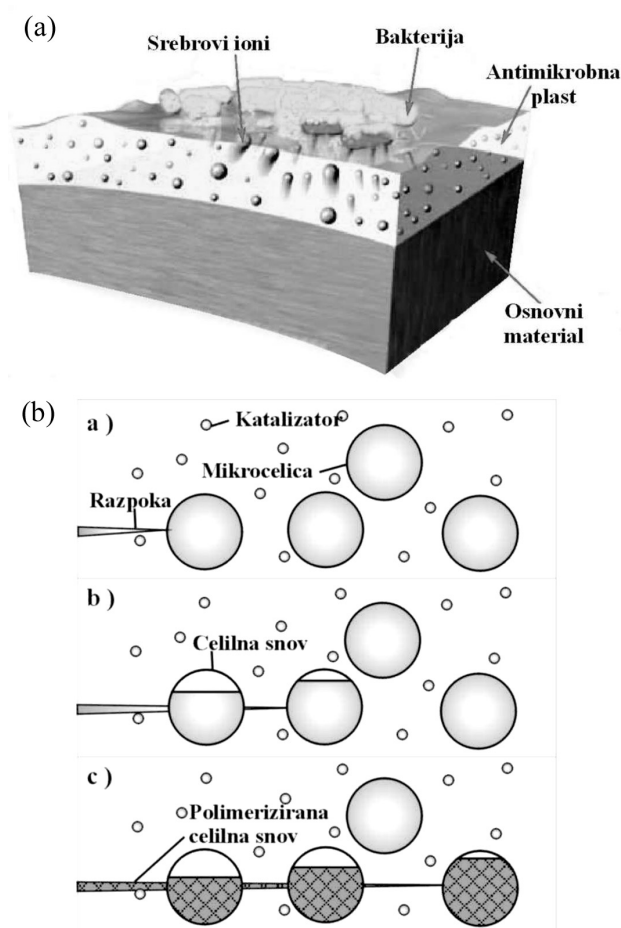 (a)
Srebrovi ioni
Bakterija
Antimikrobna
plast
Osnovni
material
(b)
a )
Katalizator
Mikrocelica
Razpoka
b )
Celilna snov
c )
Polimerizirana
celilna snov